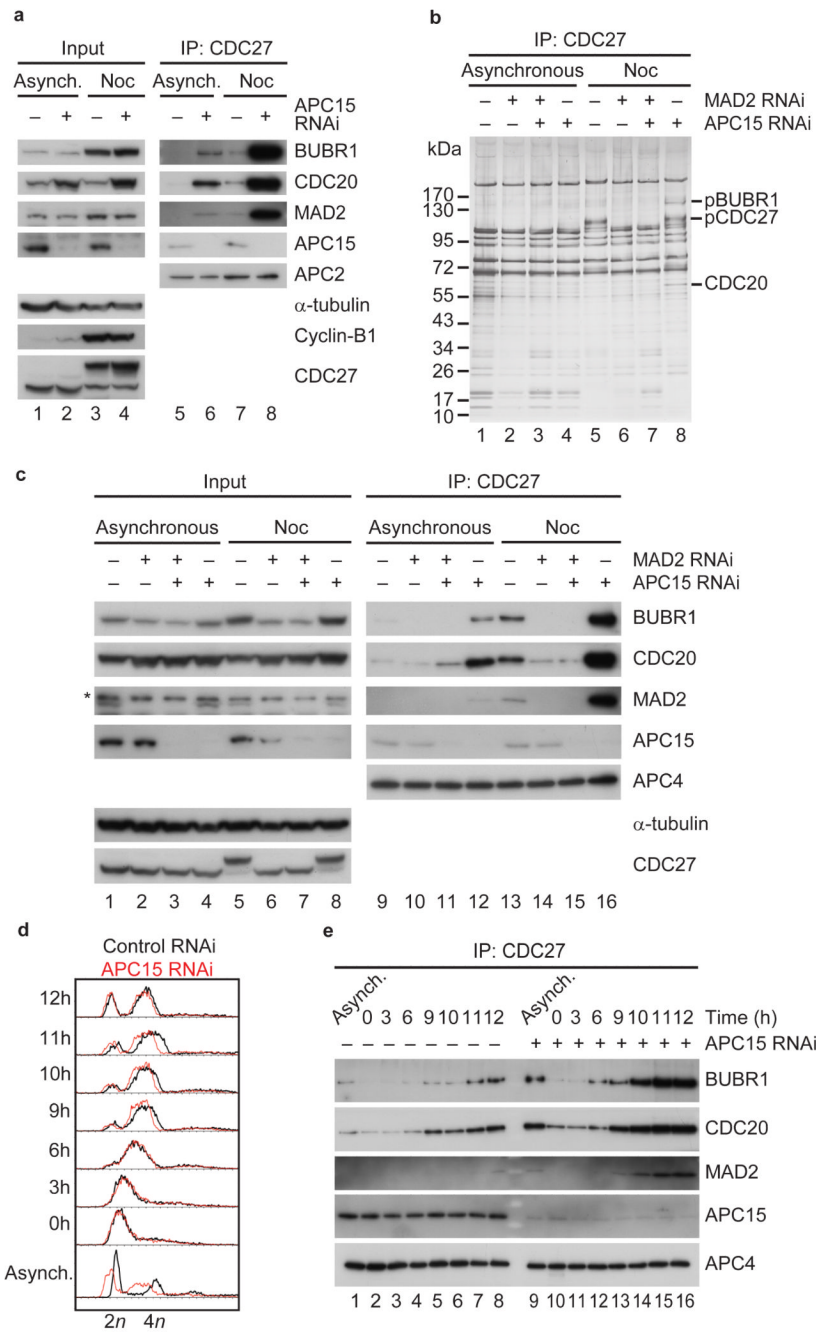 a
Input IP: CDC27
Asynch. Noc Asynch. Noc
APC15 RNAi
– + – + – + – +
BUBR1
CDC20
MAD2
APC15
APC2
α-tubulin
Cyclin-B1
CDC27
1 2 3 4 5 6 7 8
b
IP: CDC27
Asynchronous Noc
– + + – – + + – MAD2 RNAi
– – + + – – + + APC15 RNAi
kDa
170
130
95
72
55
43
34
26
17
10
pBUBR1
pCDC27
CDC20
1 2 3 4 5 6 7 8
c
Input IP: CDC27
Asynchronous Noc Asynchronous Noc
– + + – – + + – – + + – – + + – MAD2 RNAi
– – + + – – + + – – + + – – + + APC15 RNAi
BUBR1
CDC20
* MAD2
APC15
APC4
α-tubulin
CDC27
1 2 3 4 5 6 7 8 9 10 11 12 13 14 15 16
d
Control RNAi
APC15 RNAi
12h
11h
10h
9h
6h
3h
0h
Asynch.
2n 4n
e
IP: CDC27
Asynch. 0 3 6 9 10 11 12 Asynch. 0 3 6 9 10 11 12 Time (h)
– – – – – – – – + + + + + + + + APC15 RNAi
BUBR1
CDC20
MAD2
APC15
APC4
1 2 3 4 5 6 7 8 9 10 11 12 13 14 15 16